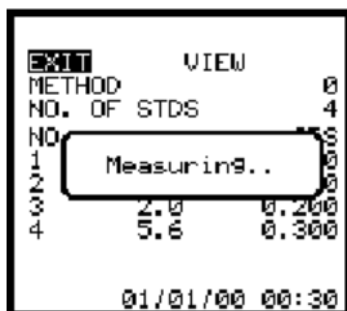 EXIT VIEW
METHOD 0
NO. OF STDS 4
NO
Measuring..
1
2
3 2.0 0.200
4 5.6 0.300
01/01/00 00:30